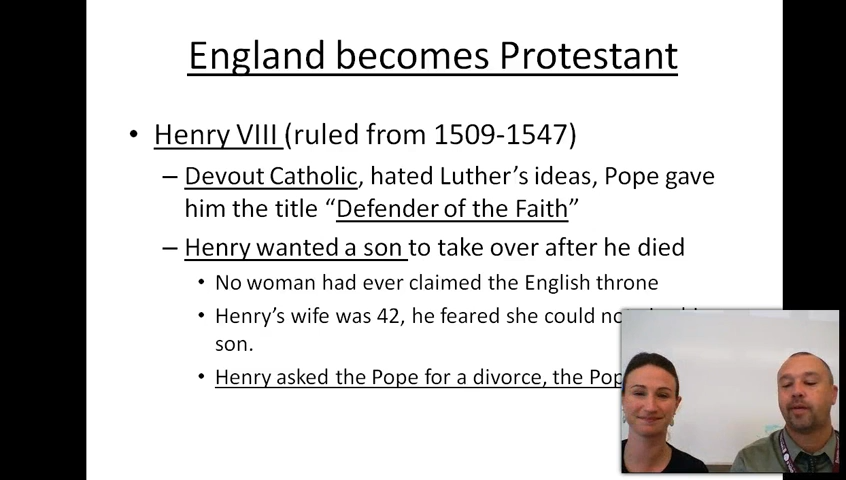 England becomes Protestant
• Henry VIII (ruled from 1509-1547)
– Devout Catholic, hated Luther’s ideas, Pope gave
him the title “Defender of the Faith”
– Henry wanted a son to take over after he died
• No woman had ever claimed the English throne
• Henry’s wife was 42, he feared she could
son.
• Henry asked the Pope for a divorce, the